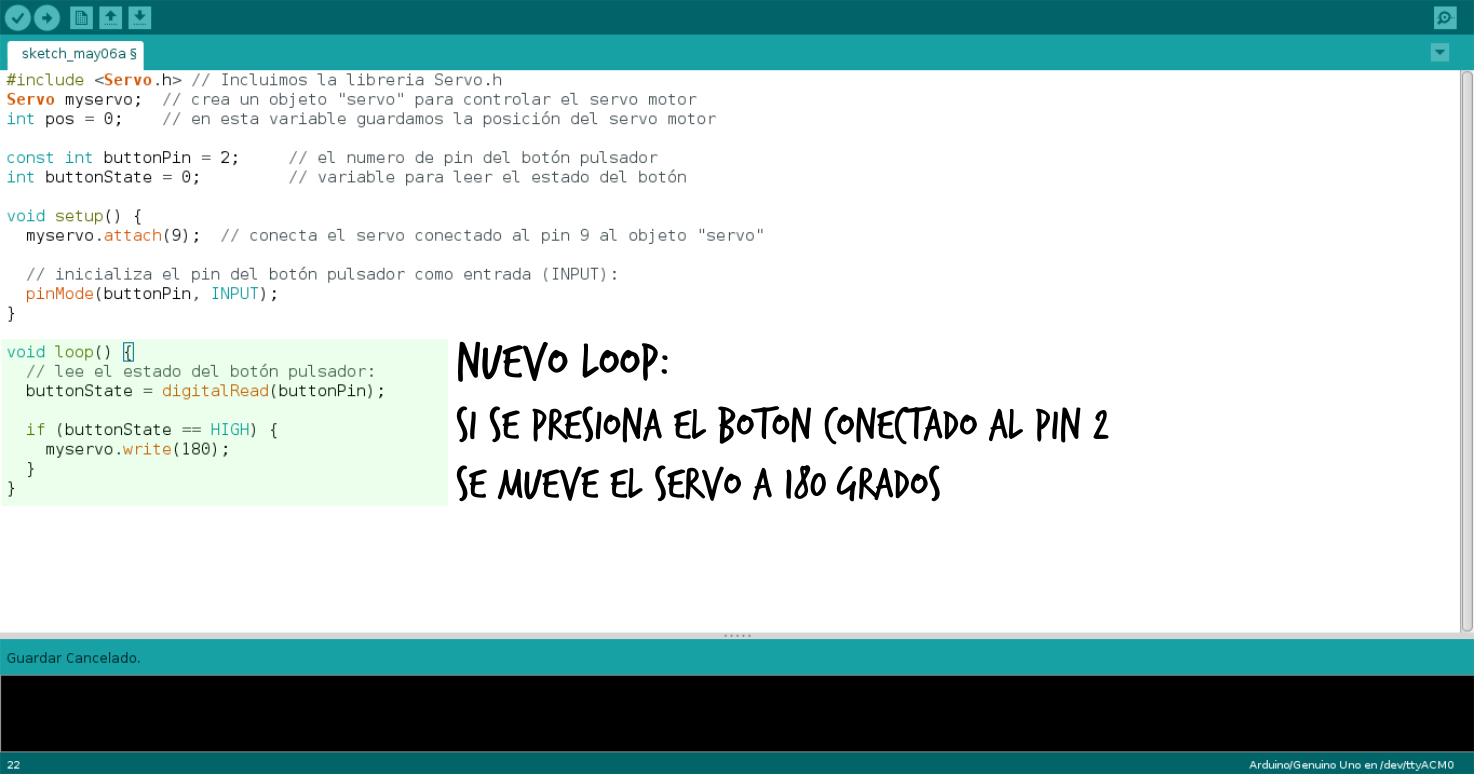 sketch_may06a §
#include <Servo.h> // Incluimos la libreria Servo.h
Servo myservo;  // crea un objeto "servo" para controlar el servo motor
int pos = 0;    // en esta variable guardamos la posición del servo motor
const int buttonPin = 2;     // el numero de pin del botón pulsador
int buttonState = 0;         // variable para leer el estado del botón
void setup() {
  myservo.attach(9);  // conecta el servo conectado al pin 9 al objeto "servo"
  // inicializa el pin del botón pulsador como entrada (INPUT):
  pinMode(buttonPin, INPUT);
}
void loop() {
  // lee el estado del botón pulsador:
  buttonState = digitalRead(buttonPin);
  if (buttonState == HIGH) {
    myservo.write(180);
  }
}
NUEVO LOOP:
SI SE PRESIONA EL BOTON CONECTADO AL PIN 2
SE MUEVE EL SERVO A 180 GRADOS
Guardar Cancelado.
22
Arduino/Genuino Uno en /dev/ttyACM0